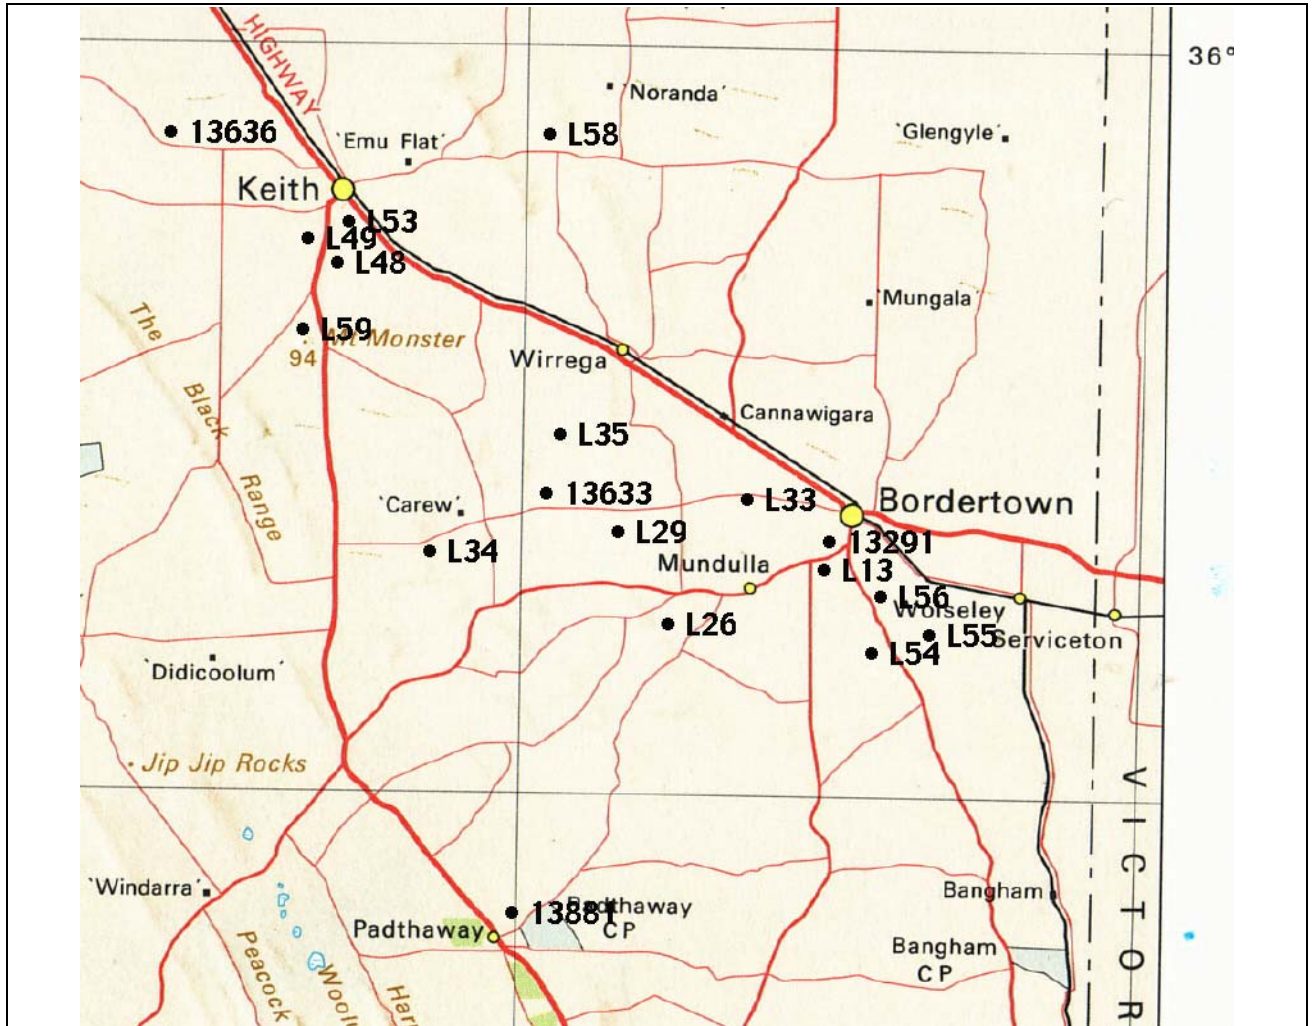 HIGHWAY
36°
'Noranda'
13636
'Emu Flat'
L58
'Glengyle'
Keith
L53
L49
L48
'Mungala'
The
L59
Mt Monster
94
Wirrega
Black
Cannawigara
L35
Range
13633
L33
Bordertown
'Carew'
L29
13291
L34
Mundulla
L13
L56
Wolseley
L26
L55
Serviceton
L54
'Didicoolum'
Jip Jip Rocks
VICTOR
'Windarra'
Bangham
13881
Padthaway
CP
Padthaway
Bangham
CP
Peacock